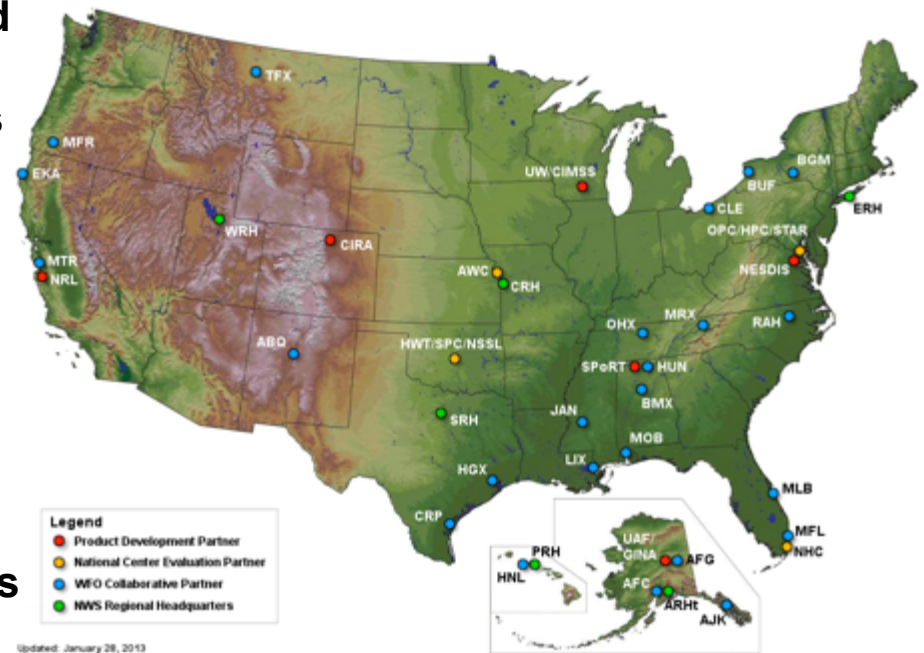 d
s
s
TFX
MFR
EKA
UW/CIMSS
BGM
BUF
CLE
ERH
WRH
OPC/HPC/STAR
CIRA
NESDIS
MTR
NRL
AWC
CRH
MRX
RAH
OHX
ABQ
HWT/SPC/NSSL
SPoRT
HUN
BMX
SRH
JAN
MOB
LIX
HGX
MLB
CRP
MFL
NHC
Legend
Product Development Partner
National Center Evaluation Partner
WFO Collaborative Partner
NWS Regional Headquarters
PRH
HNL
UAF/
GINA
AFG
AFC
ARHt
AJK
Updated: January 28, 2013